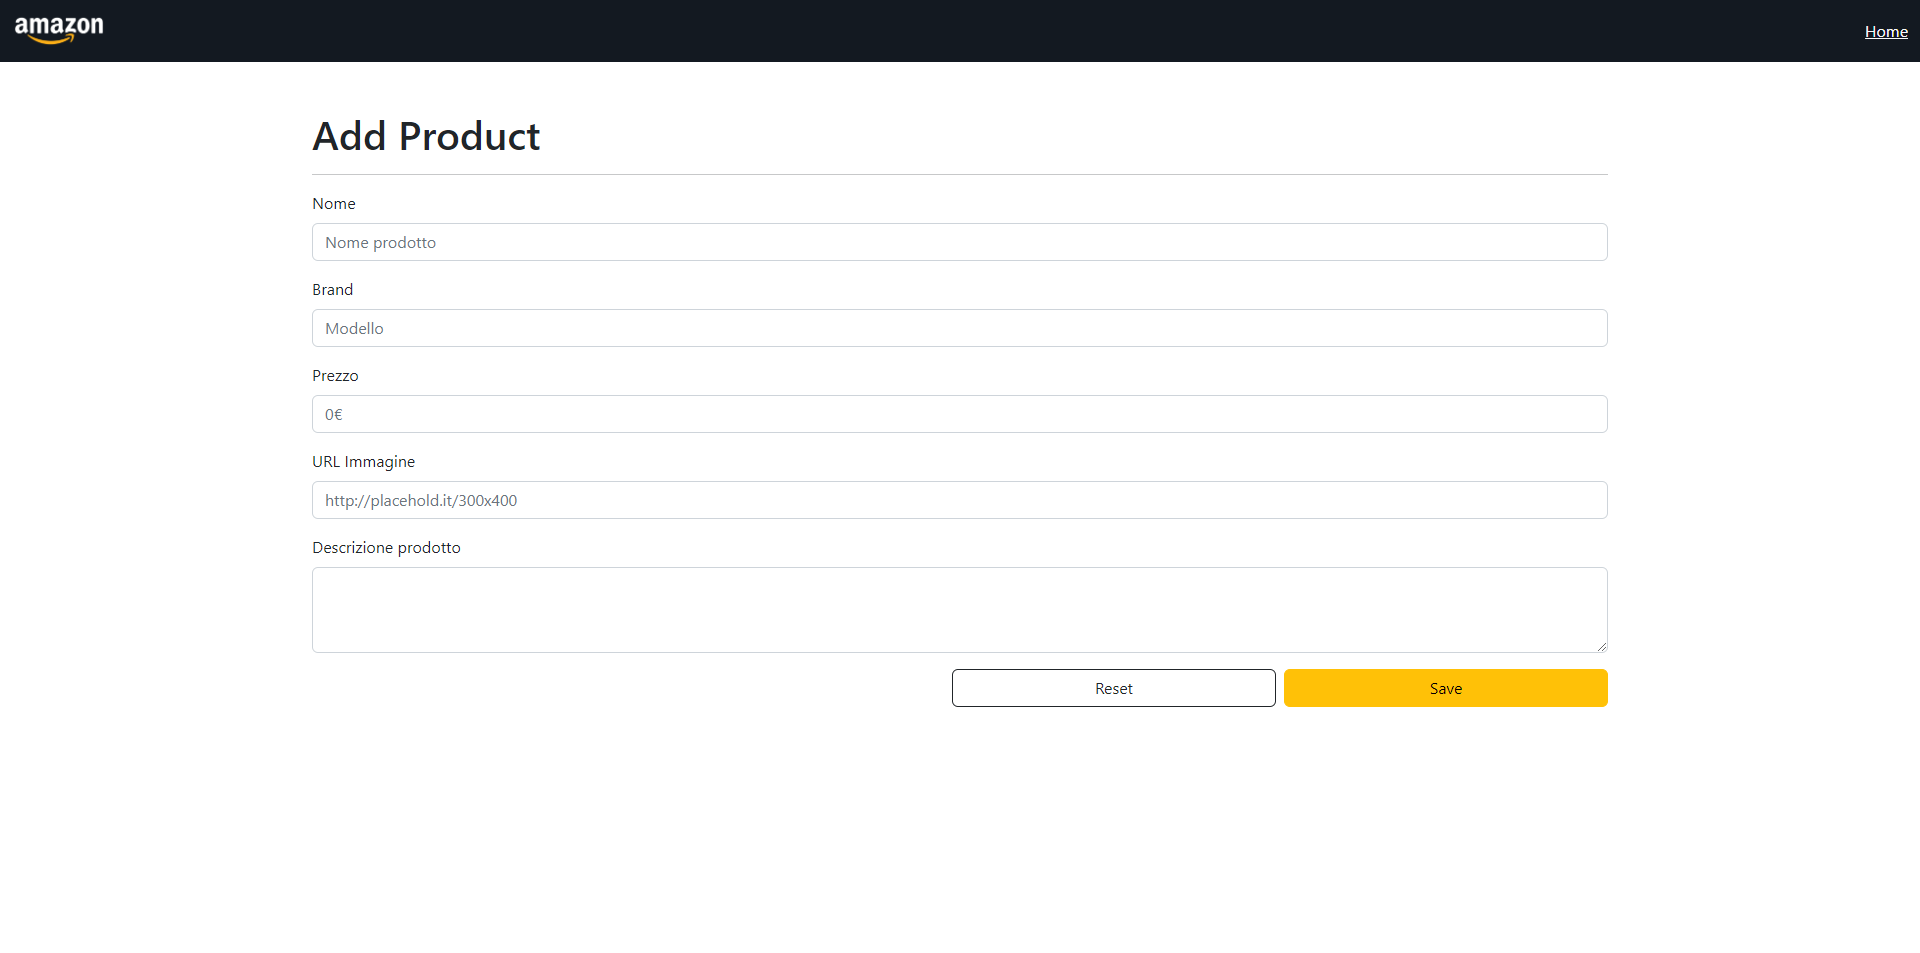 amazon
Home
Add Product
Nome
Nome prodotto
Brand
Modello
Prezzo
0€
URL Immagine
http://placehold.it/300x400
Descrizione prodotto
Reset
Save